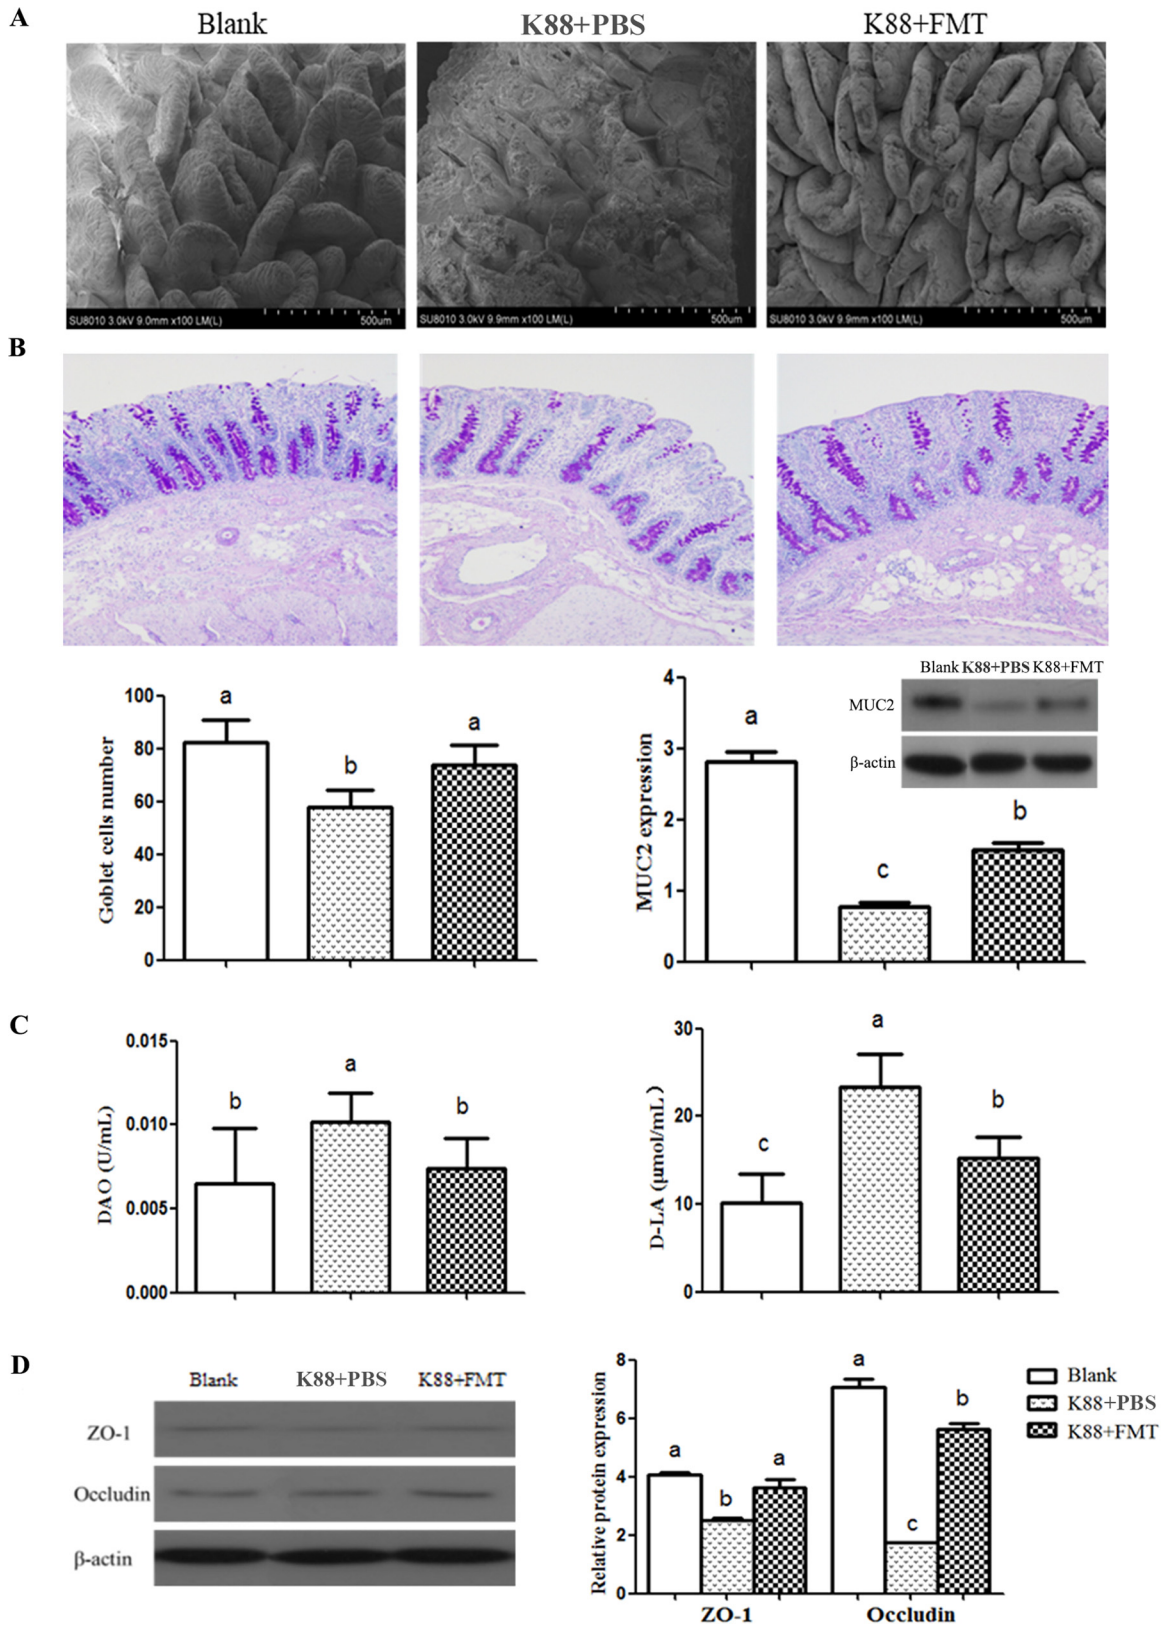 A
Blank
K88+PBS
K88+FMT
SU8010 3.0kV 9.0mm x100 LM(L)
500um
SU8010 3.0kV 9.9mm x100 LM(L)
500um
SU8010 3.0kV 9.9mm x100 LM(L)
500um
B
100
80
60
40
20
0
Goblet cells number
a
b
a
4
3
2
1
0
MUC2 expression
a
c
b
Blank K88+PBS K88+FMT
MUC2
β-actin
C
0.015
0.010
0.005
0.000
DAO (U/mL)
b
a
b
30
20
10
0
D-LA (μmol/mL)
c
a
b
D
Blank
K88+PBS
K88+FMT
ZO-1
Occludin
β-actin
8
6
4
2
0
Relative protein expression
a
b
a
a
c
b
ZO-1
Occludin
Blank
K88+PBS
K88+FMT